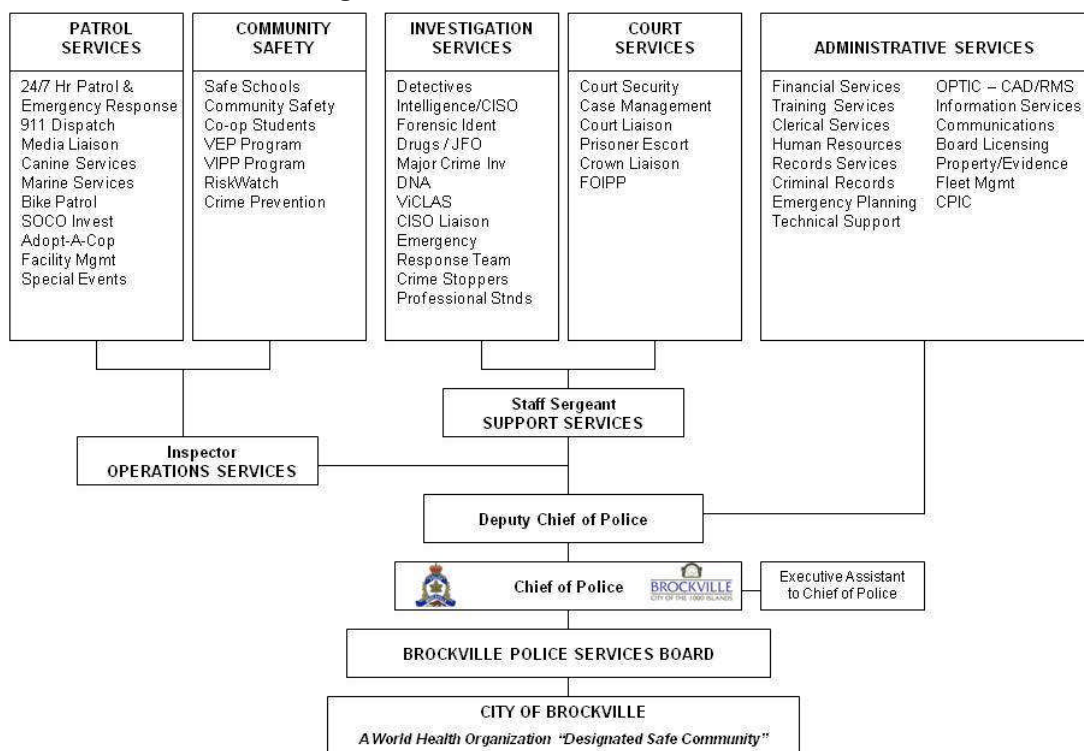 PATROL
SERVICES
24/7 Hr Patrol &
Emergency Response
911 Dispatch
Media Liaison
Canine Services
Marine Services
Bike Patrol
SOCO Invest
Adopt-A-Cop
Facility Mgmt
Special Events
COMMUNITY
SAFETY
Safe Schools
Community Safety
Co-op Students
VEP Program
VIPP Program
RiskWatch
Crime Prevention
INVESTIGATION
SERVICES
Detectives
Intelligence/CISO
Forensic Ident
Drugs / JFO
Major Crime Inv
DNA
ViCLAS
CISO Liaison
Emergency
Response Team
Crime Stoppers
Professional Stnds
COURT
SERVICES
Court Security
Case Management
Court Liaison
Prisoner Escort
Crown Liaison
FOIPP
ADMINISTRATIVE SERVICES
Financial Services
Training Services
Clerical Services
Human Resources
Records Services
Criminal Records
Emergency Planning
Technical Support
OPTIC – CAD/RMS
Information Services
Communications
Board Licensing
Property/Evidence
Fleet Mgmt
CPIC
Staff Sergeant
SUPPORT SERVICES
Inspector
OPERATIONS SERVICES
Deputy Chief of Police
Chief of Police
BROCKVILLE
CITY OF THE 1000 ISLANDS
Executive Assistant
to Chief of Police
BROCKVILLE POLICE SERVICES BOARD
CITY OF BROCKVILLE
A World Health Organization “Designated Safe Community”